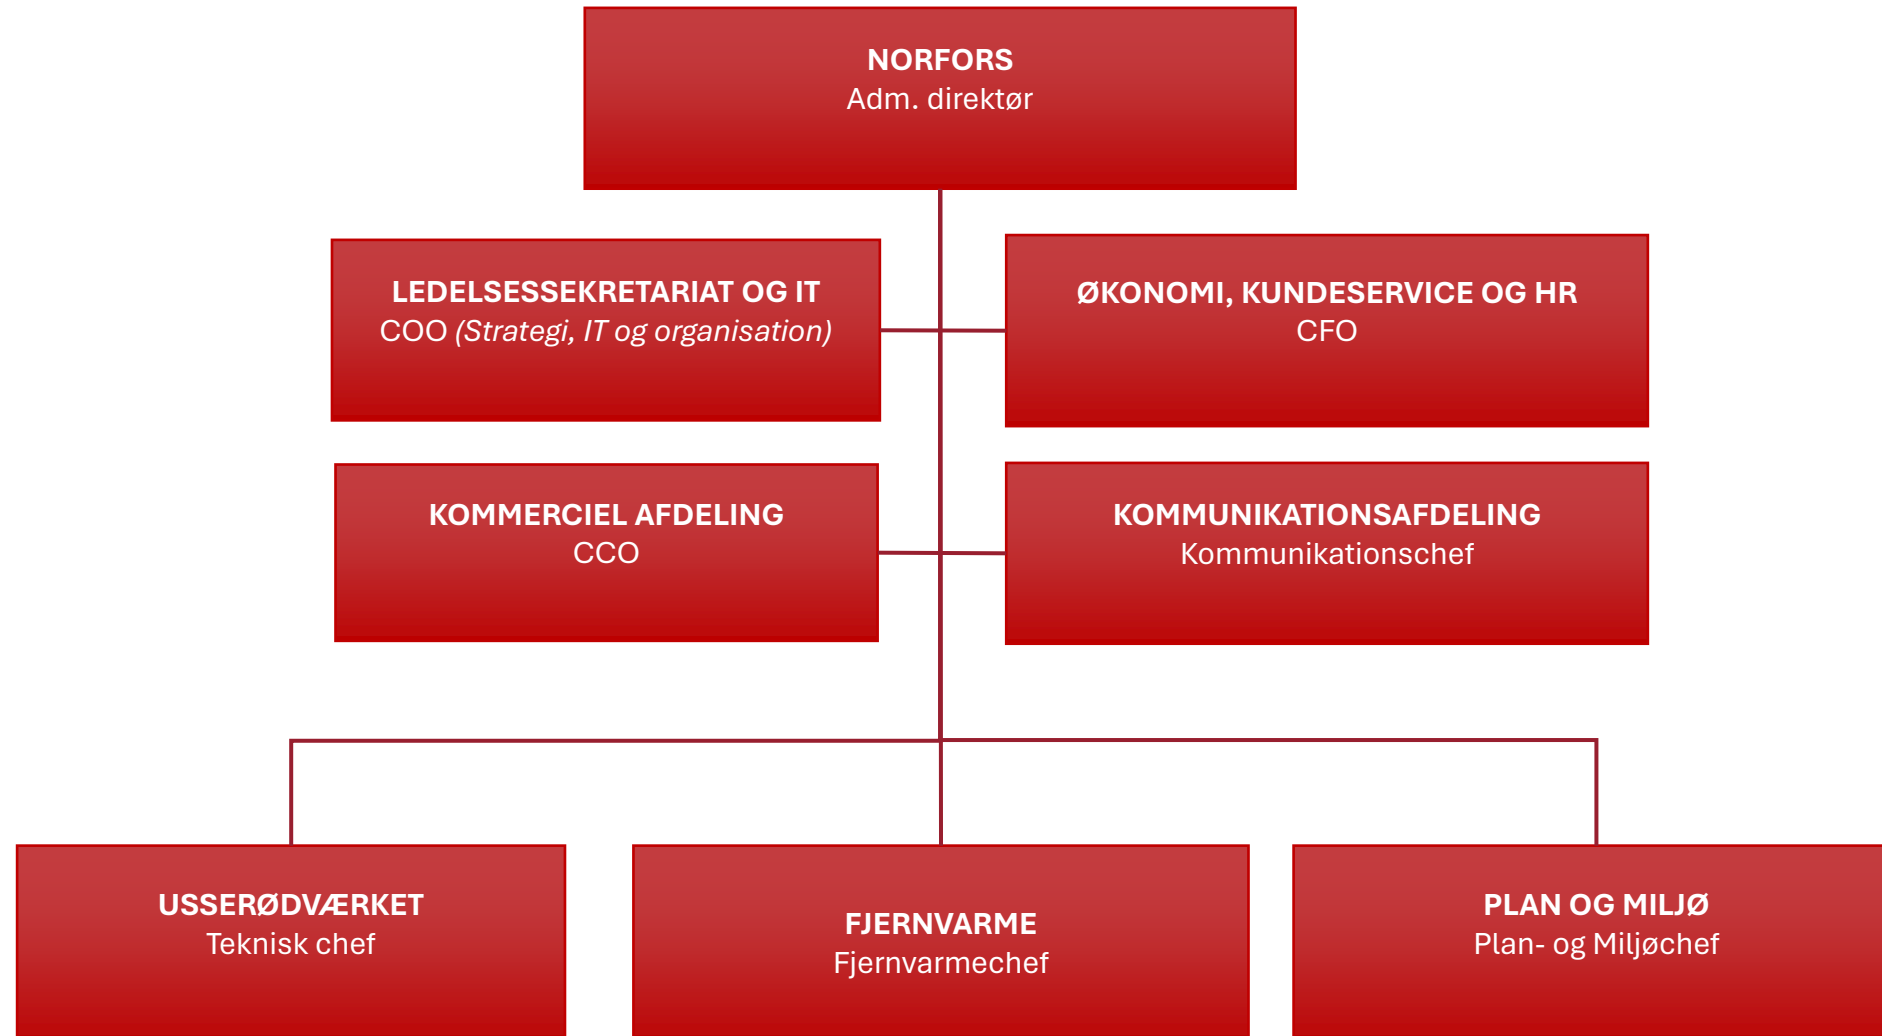 NORFORS
Adm. direktør
LEDELSESSEKRETARIAT OG IT
COO (Strategi, IT og organisation)
ØKONOMI, KUNDESERVICE OG HR
CFO
KOMMERCIEL AFDELING
CCO
KOMMUNIKATIONSAFDELING
Kommunikationschef
USSERØDVÆRKET
Teknisk chef
FJERNVARME
Fjernvarmechef
PLAN OG MILJØ
Plan- og Miljøchef